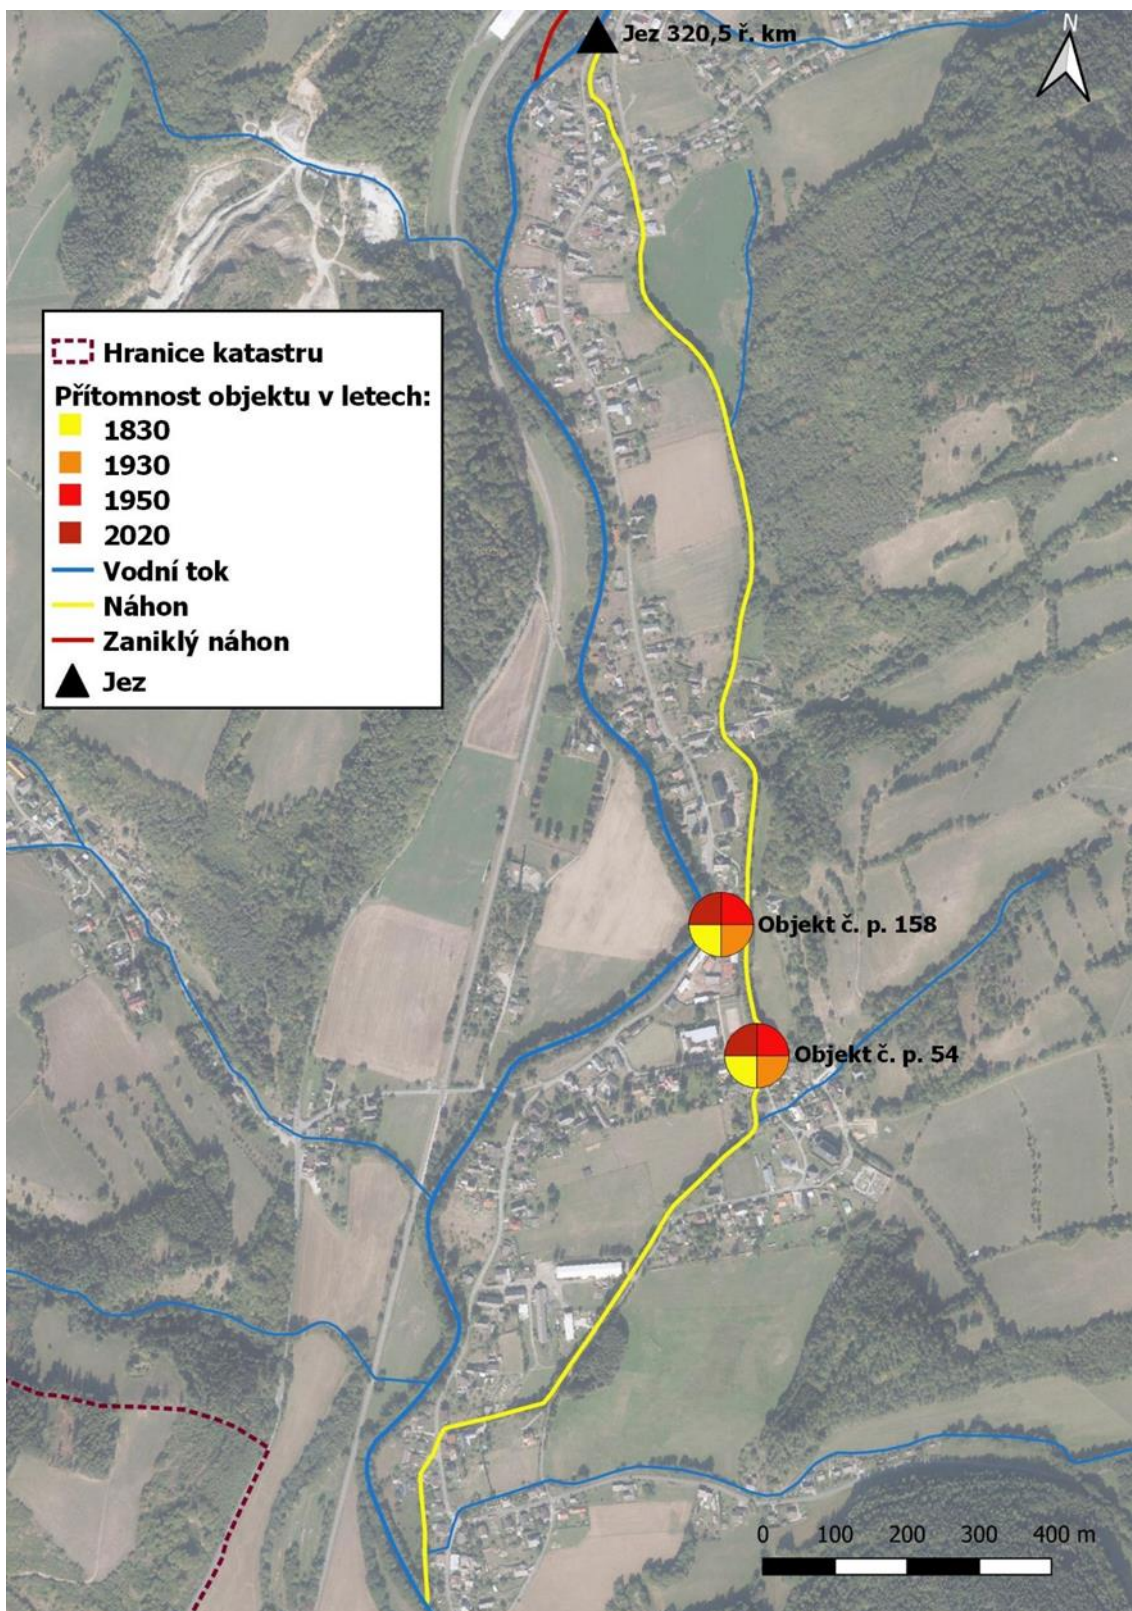 Jez 320,5 ř. km
N
Hranice katastru
Přítomnost objektu v letech:
1830
1930
1950
2020
Vodní tok
Náhon
Zaniklý náhon
Jez
Objekt č. p. 158
Objekt č. p. 54
0 100 200 300 400 m